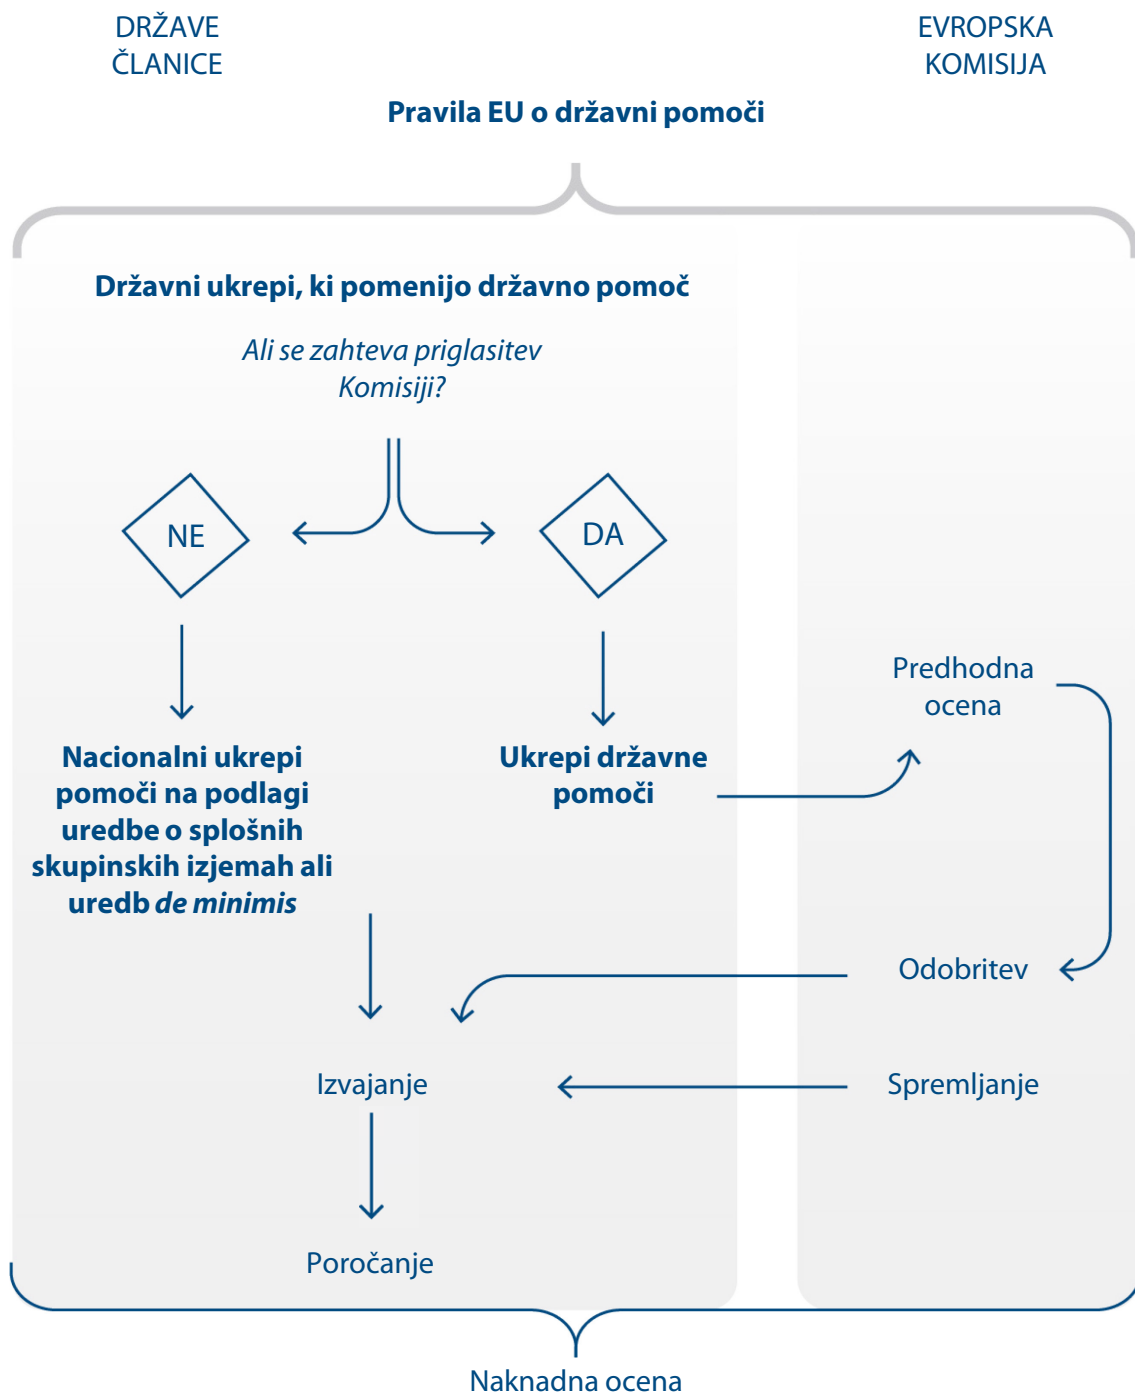 DRŽAVE
ČLANICE
EVROPSKA
KOMISIJA
Pravila EU o državni pomoči
Državni ukrepi, ki pomenijo državno pomoč
Ali se zahteva priglasitev
Komisiji?
NE
DA
Predhodna
ocena
Nacionalni ukrepi
pomoči na podlagi
uredbe o splošnih
skupinskih izjemah ali
uredb de minimis
Ukrepi državne
pomoči
Odobritev
Izvajanje
Spremljanje
Poročanje
Naknadna ocena